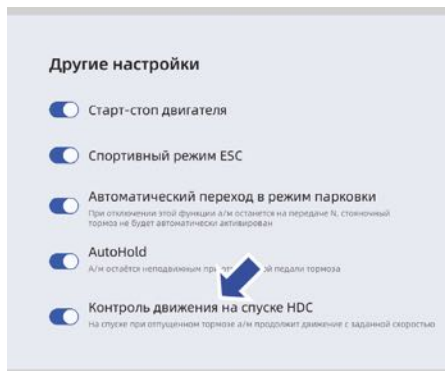 Другие настройки
Старт-стоп двигателя
Спортивный режим ESC
Автоматический переход в режим парковки
При отключении этой функции а/м останется на передаче N, стояночный
тормоз не будет автоматически активирован
AutoHold
А/м остаётся неподвижным при педали тормоза
Контроль движения на спуске HDC
На спуске при отпущенном тормозе а/м продолжит движение с заданной скоростью